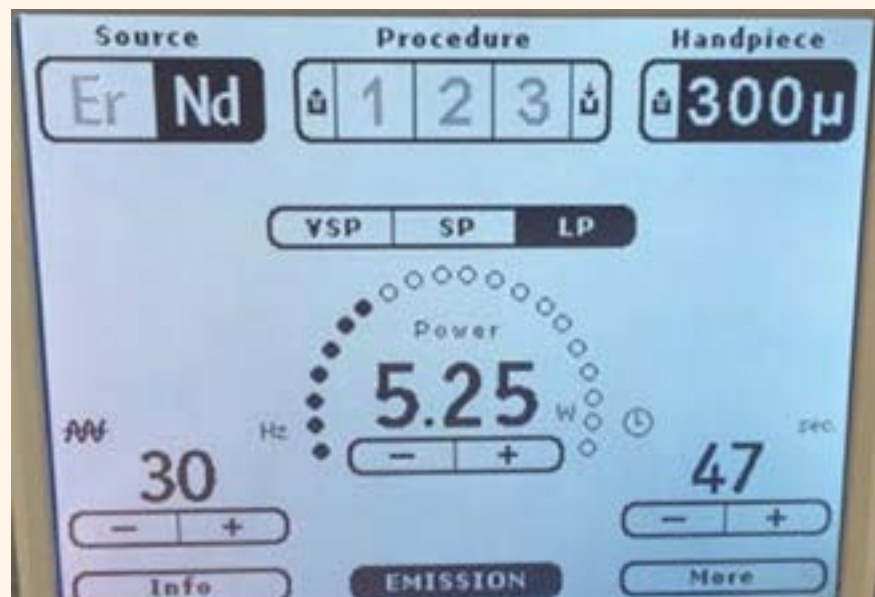 Source Procedure Handpiece
Er Nd 1 2 3 300µ
VSP SP LP
Power
5.25 W
Hz sec.
30 47
- + - + - +
Info EMISSION More